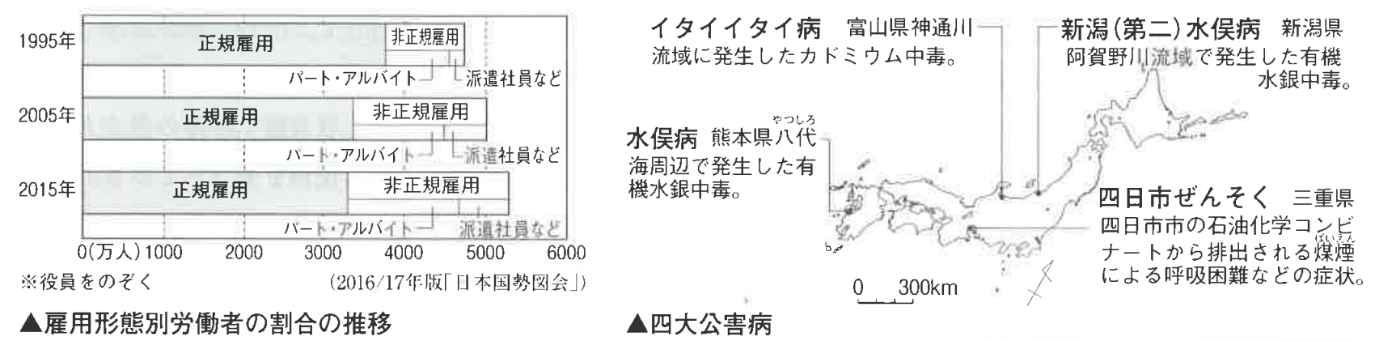 1995年
正規雇用
非正規雇用
パート・アルバイト
派遣社員など
2005年
正規雇用
非正規雇用
パート・アルバイト
派遣社員など
2015年
正規雇用
非正規雇用
パート・アルバイト
派遣社員など
0(万人) 1000 2000 3000 4000 5000 6000
※役員をのぞく (2016/17年版「日本国勢図会」)
▲雇用形態別労働者の割合の推移
イタイイタイ病 富山県神通川
流域に発生したカドミウム中毒。
新潟(第二)水俣病 新潟県
阿賀野川流域で発生した有機
水銀中毒。
やつしろ
水俣病 熊本県八代
海周辺で発生した有
機水銀中毒。
四日市ぜんそく 三重県
四日市市の石油化学コンビ
ばいえん
ナートから排出される煤煙
による呼吸困難などの症状。
0 300km
▲四大公害病